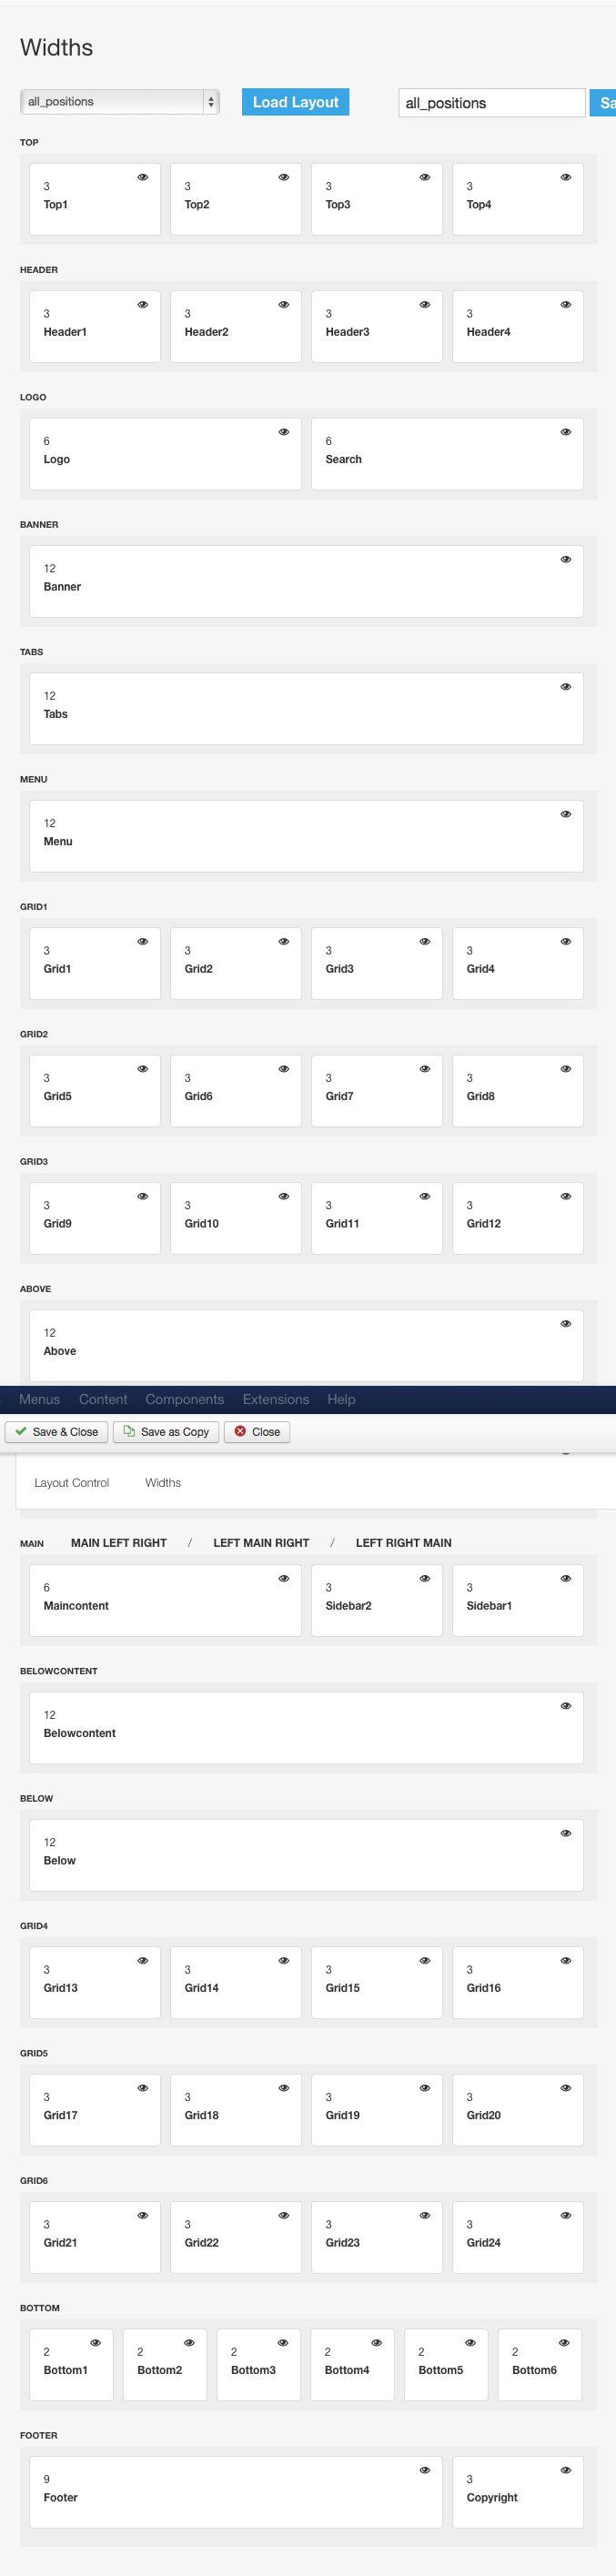 Widths
all_positions Load Layout all_positions Sa
TOP
3 3 3 3
Top1 Top2 Top3 Top4
HEADER
3 3 3 3
Header1 Header2 Header3 Header4
LOGO
6 6
Logo Search
BANNER
12
Banner
TABS
12
Tabs
MENU
12
Menu
GRID1
3 3 3 3
Grid1 Grid2 Grid3 Grid4
GRID2
3 3 3 3
Grid5 Grid6 Grid7 Grid8
GRID3
3 3 3 3
Grid9 Grid10 Grid11 Grid12
ABOVE
12
Above
Menus Content Components Extensions Help
Save & Close Save as Copy Close
Layout Control Widths
MAIN MAIN LEFT RIGHT / LEFT MAIN RIGHT / LEFT RIGHT MAIN
6 3 3
Maincontent Sidebar2 Sidebar1
BELOWCONTENT
12
Belowcontent
BELOW
12
Below
GRID4
3 3 3 3
Grid13 Grid14 Grid15 Grid16
GRID5
3 3 3 3
Grid17 Grid18 Grid19 Grid20
GRID6
3 3 3 3
Grid21 Grid22 Grid23 Grid24
BOTTOM
2 2 2 2 2 2
Bottom1 Bottom2 Bottom3 Bottom4 Bottom5 Bottom6
FOOTER
9 3
Footer Copyright